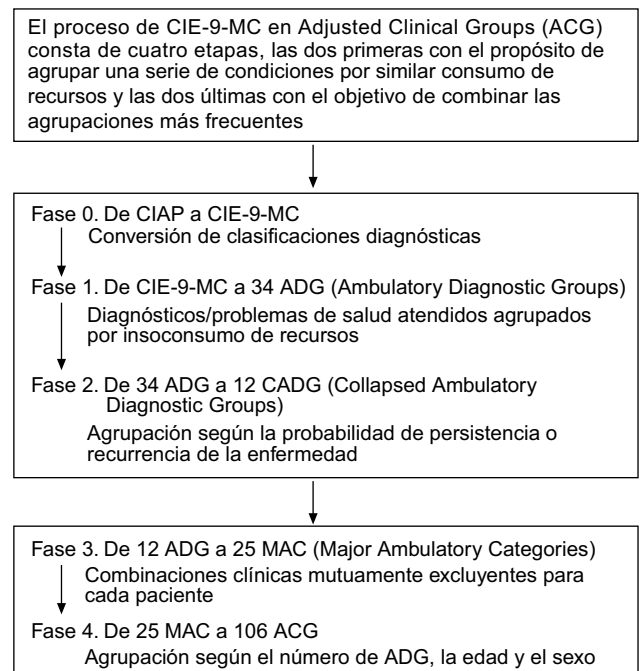 El proceso de CIE-9-MC en Adjusted Clinical Groups (ACG)
consta de cuatro etapas, las dos primeras con el propósito de
agrupar una serie de condiciones por similar consumo de
recursos y las dos últimas con el objetivo de combinar las
agrupaciones más frecuentes
Fase 0. De CIAP a CIE-9-MC
Conversión de clasificaciones diagnósticas
Fase 1. De CIE-9-MC a 34 ADG (Ambulatory Diagnostic Groups)
Diagnósticos/problemas de salud atendidos agrupados
por insoconsumo de recursos
Fase 2. De 34 ADG a 12 CADG (Collapsed Ambulatory
Diagnostic Groups)
Agrupación según la probabilidad de persistencia o
recurrencia de la enfermedad
Fase 3. De 12 ADG a 25 MAC (Major Ambulatory Categories)
Combinaciones clínicas mutuamente excluyentes para
cada paciente
Fase 4. De 25 MAC a 106 ACG
Agrupación según el número de ADG, la edad y el sexo